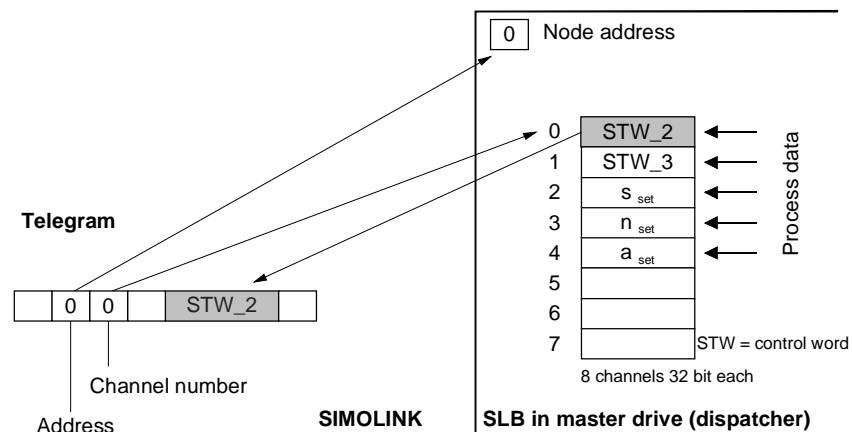 0 Node address
0 STW_2
1 STW_3
2 s set
3 n set
4 a set
5
6
7
Process data
STW = control word
8 channels 32 bit each
Telegram
0 0 STW_2
Channel number
Address
SIMOLINK
SLB in master drive (dispatcher)